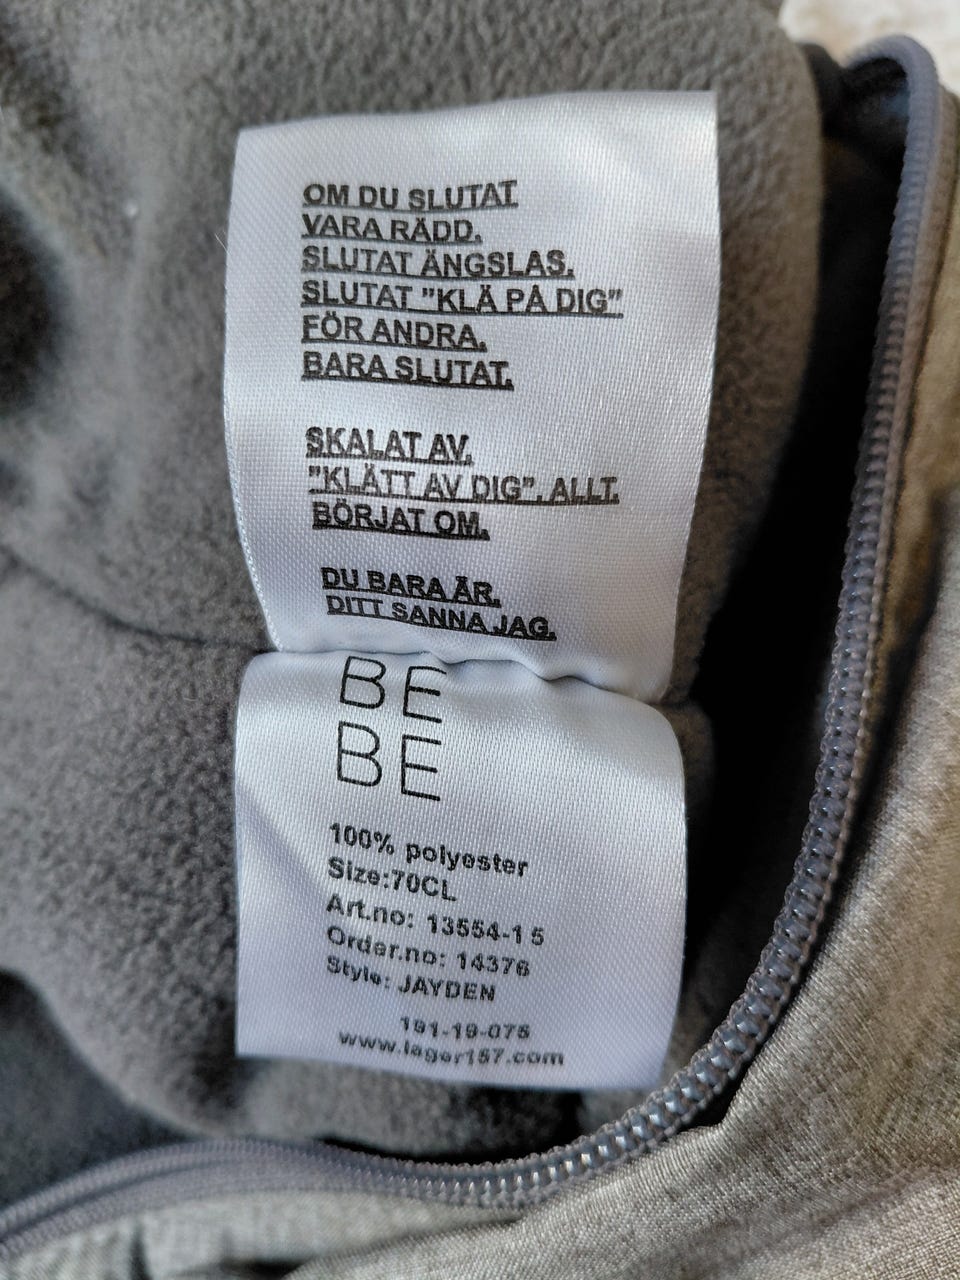 OM DU SLUTAT
VARA RÄDD.
SLUTAT ÄNGSLAS.
SLUTAT "KLÄ PÅ DIG"
FÖR ANDRA.
BARA SLUTAT.
SKALAT AV.
"KLÄTT AV DIG". ALLT.
BÖRJAT OM.
DU BARA ÄR.
DITT SANNA JAG.
BE
BE
100% polyester
Size:70CL
Art.no: 13554-15
Order.no: 14376
Style: JAYDEN
191-19-075
www.lager157.com